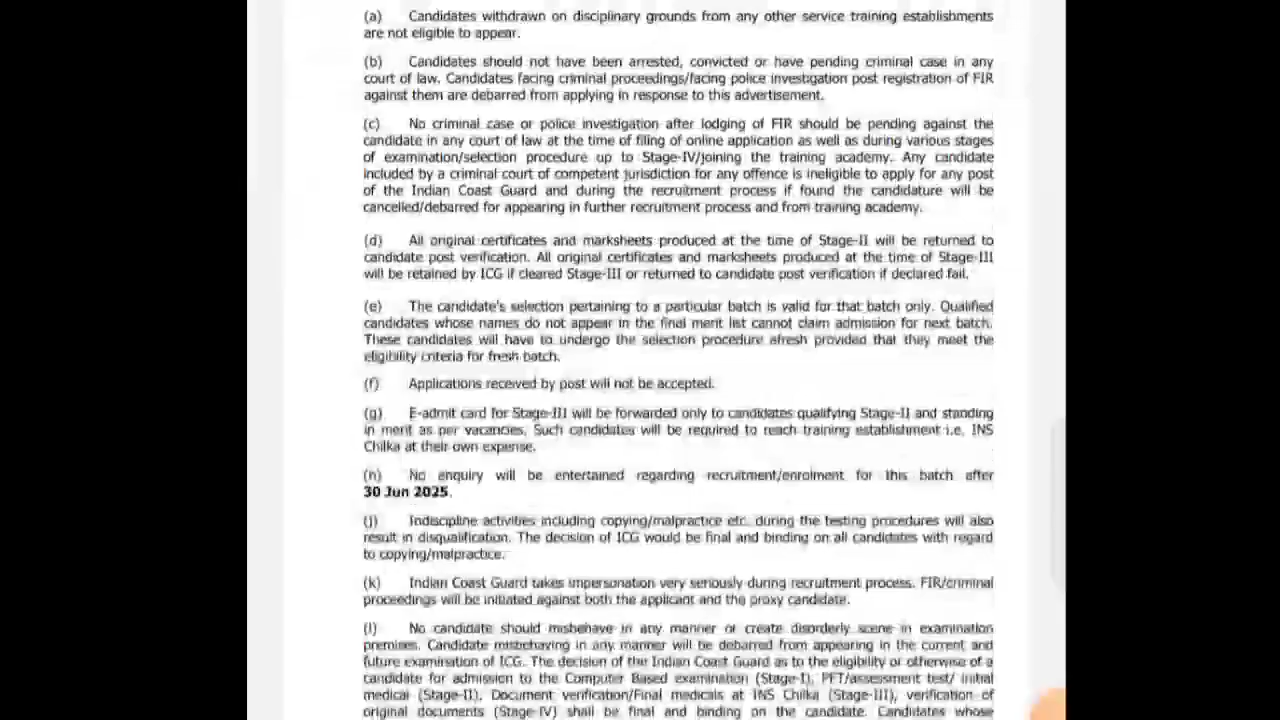 (a) Candidates withdrawn on disciplinary grounds from any other service training establishments
are not eligible to appear.
(b) Candidates should not have been arrested, convicted or have pending criminal case in any
court of law. Candidates facing criminal proceedings/facing police investigation post registration of FIR
against them are debarred from applying in response to this advertisement.
(c) No criminal case or police investigation after lodging of FIR should be pending against the
candidate in any court of law at the time of filing of online application as well as during various stages
of examination/selection procedure up to Stage-IV/joining the training academy. Any candidate
included by a criminal court of competent jurisdiction for any offence is ineligible to apply for any post
of the Indian Coast Guard and during the recruitment process if found the candidature will be
cancelled/debarred for appearing in further recruitment process and from training academy.
(d) All original certificates and marksheets produced at the time of Stage-II will be returned to
candidate post verification. All original certificates and marksheets produced at the time of Stage-III
will be retained by ICG if cleared Stage-III or returned to candidate post verification if declared fail.
(e) The candidate's selection pertaining to a particular batch is valid for that batch only. Qualified
candidates whose names do not appear in the final merit list cannot claim admission for next batch.
These candidates will have to undergo the selection procedure afresh provided that they meet the
eligibility criteria for fresh batch.
(f) Applications received by post will not be accepted.
(g) E-admit card for Stage-III will be forwarded only to candidates qualifying Stage-II and standing
in merit as per vacancies. Such candidates will be required to reach training establishment i.e. INS
Chilka at their own expense.
(h) No enquiry will be entertained regarding recruitment/enrolment for this batch after
30 Jun 2025.
(j) Indiscipline activities including copying/malpractice etc. during the testing procedures will also
result in disqualification. The decision of ICG would be final and binding on all candidates with regard
to copying/malpractice.
(k) Indian Coast Guard takes impersonation very seriously during recruitment process. FIR/criminal
proceedings will be initiated against both the applicant and the proxy candidate.
(l) No candidate should misbehave in any manner or create disorderly scene in examination
premises. Candidate misbehaving in any manner will be debarred from appearing in the current and
future examination of ICG. The decision of the Indian Coast Guard as to the eligibility or otherwise of a
candidate for admission to the Computer Based examination (Stage-I), PFT/assessment test/ initial
medical (Stage-II), Document verification/Final medicals at INS Chilka (Stage-III), verification of
original documents (Stage-IV) shall be final and binding on the candidate. Candidates whose